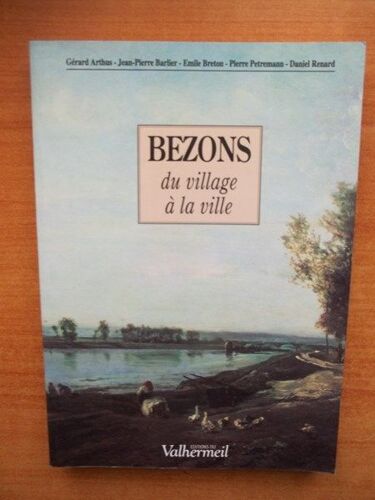 Gérard Arthus - Jean-Pierre Barlier - Emile Breton - Pierre Petremann - Daniel Renard
BEZONS
du village
à la ville
EDITIONS DU
Valhermeil